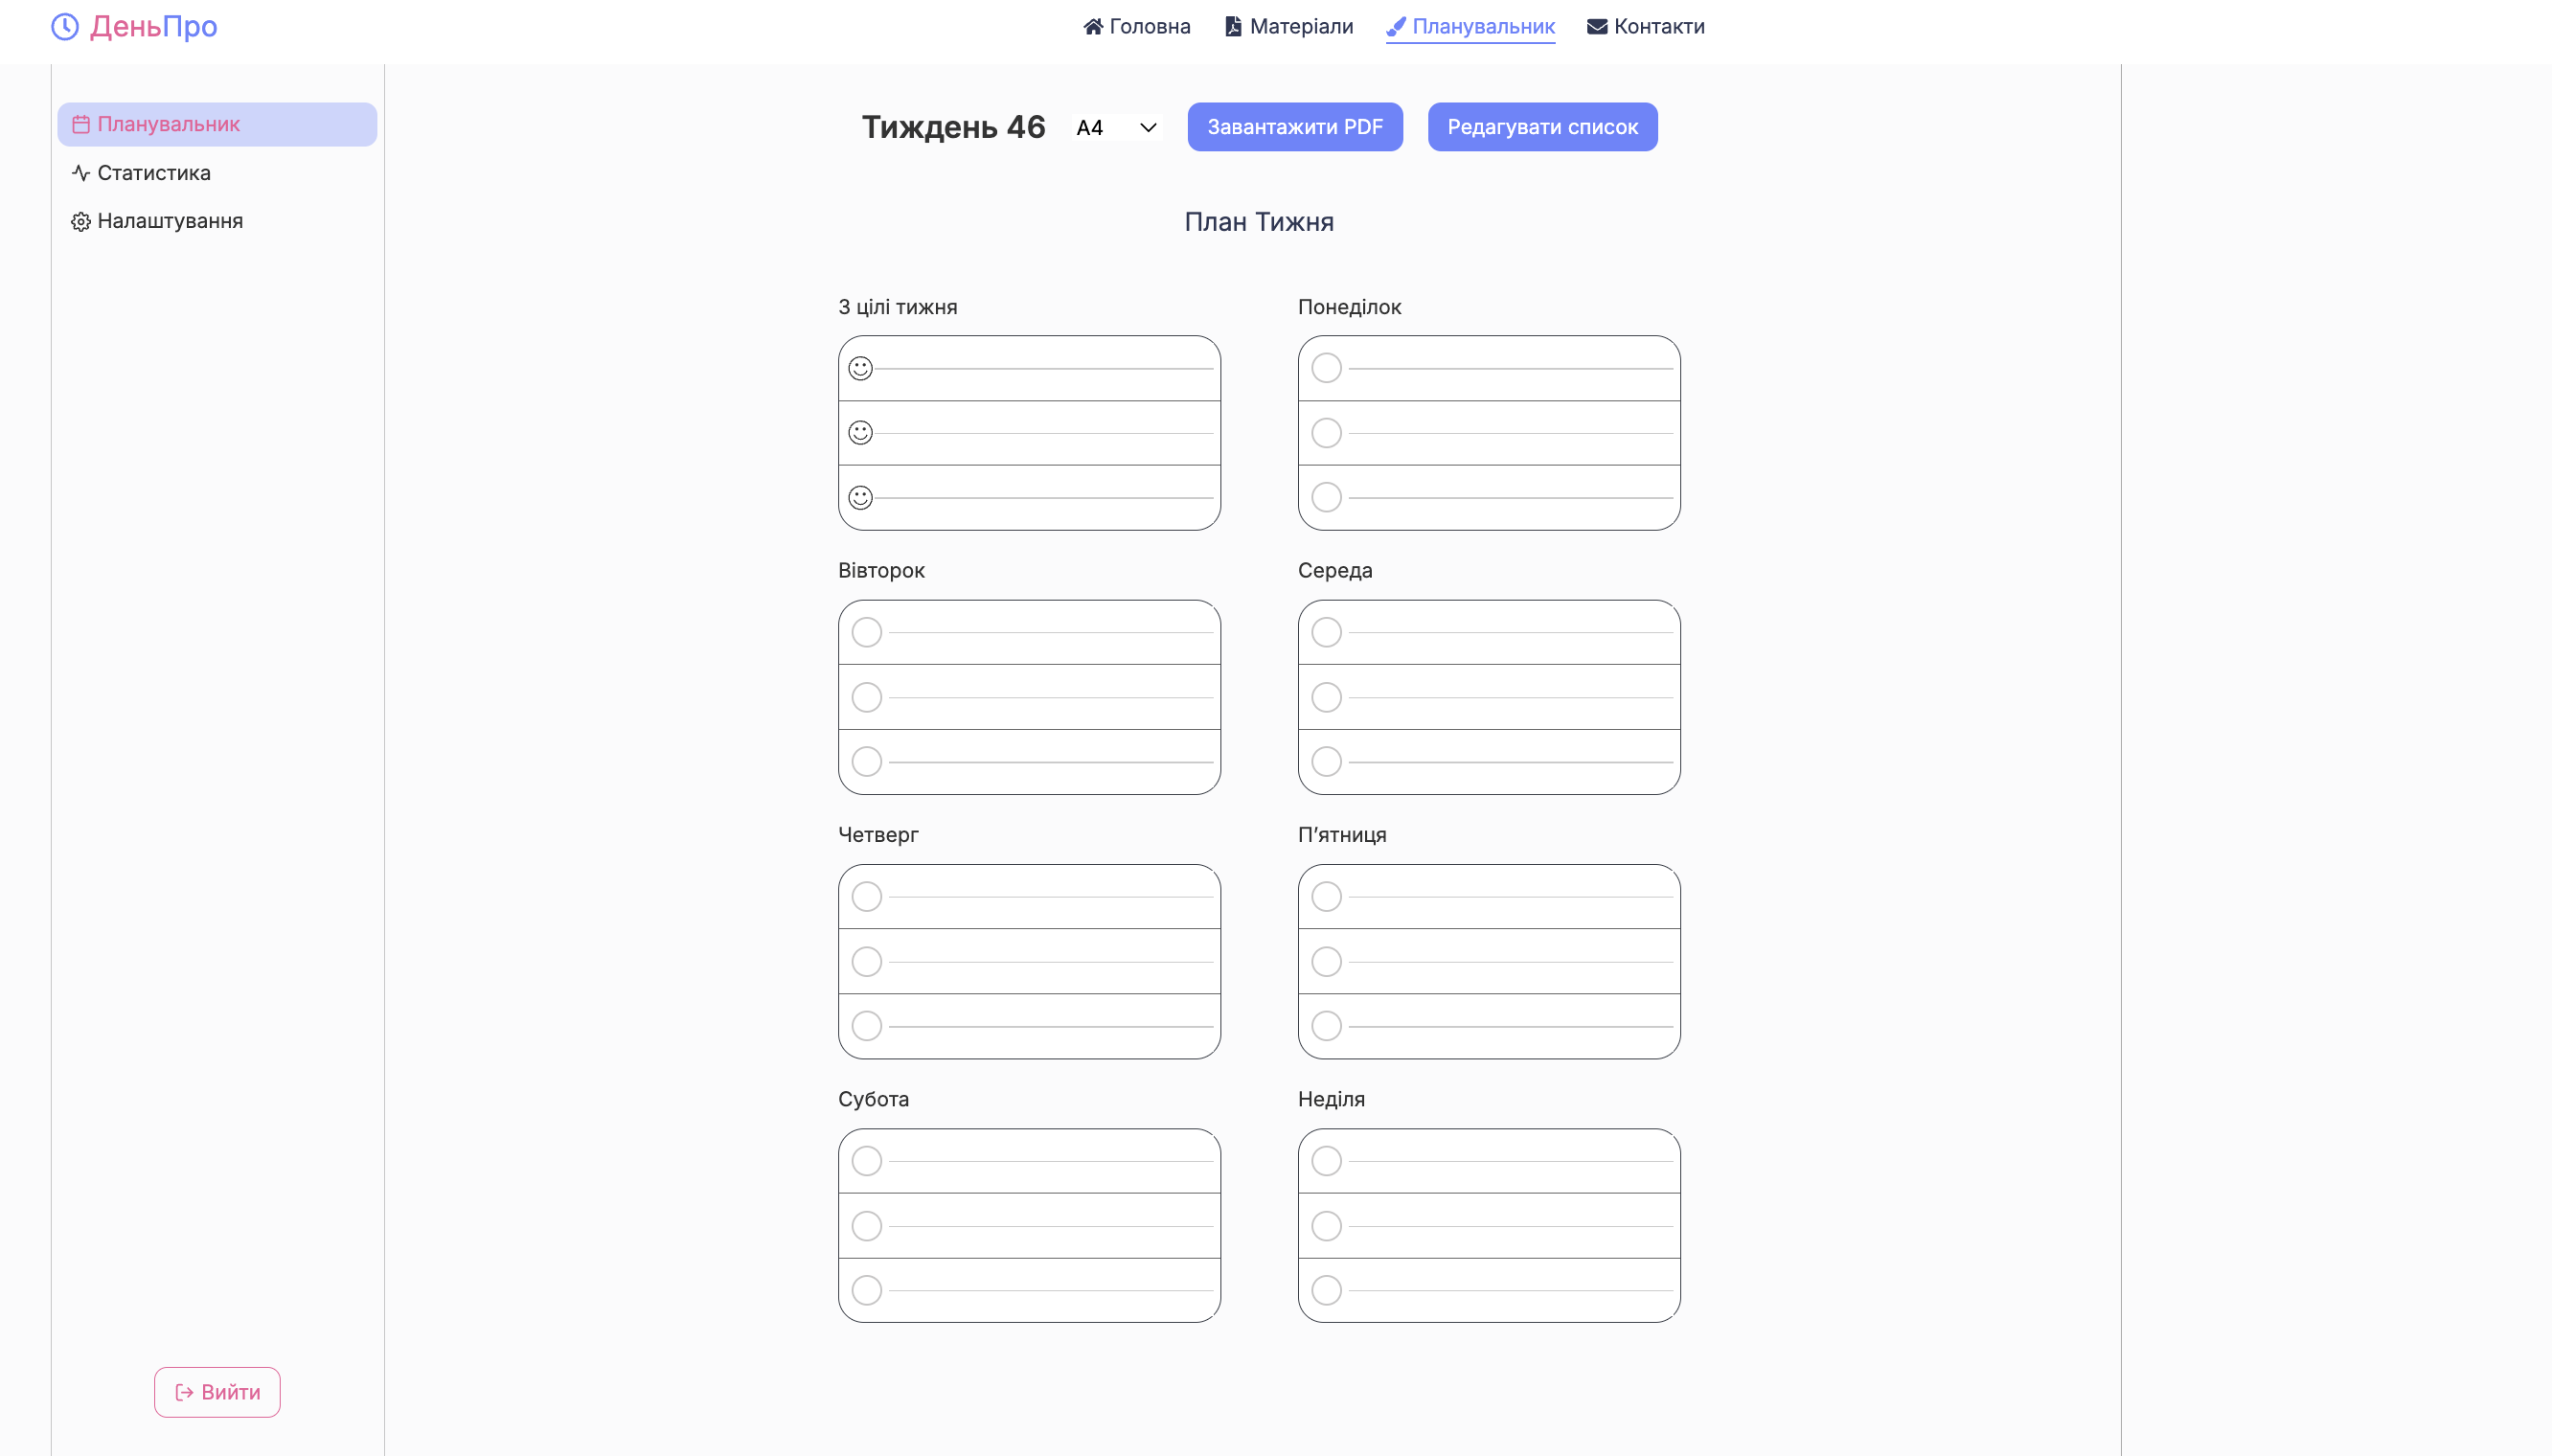 ДеньПро
Головна
Матеріали
Планувальник
Контакти
Планувальник
Статистика
Налаштування
Тиждень 46
A4
Завантажити PDF
Редагувати список
План Тижня
3 цілі тижня
Понеділок
Вівторок
Середа
Четвер﻿г
П’ятниця
Субота
Неділя
Вийти